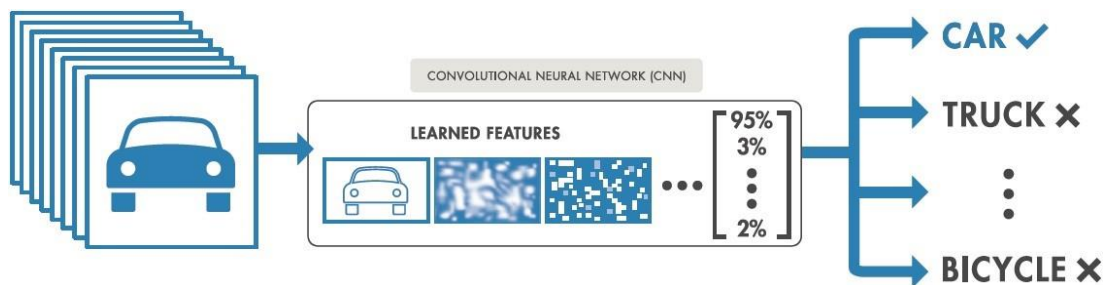 CONVOLUTIONAL NEURAL NETWORK (CNN)
LEARNED FEATURES
95%
3%
2%
CAR ✓
TRUCK ✕
BICYCLE ✕